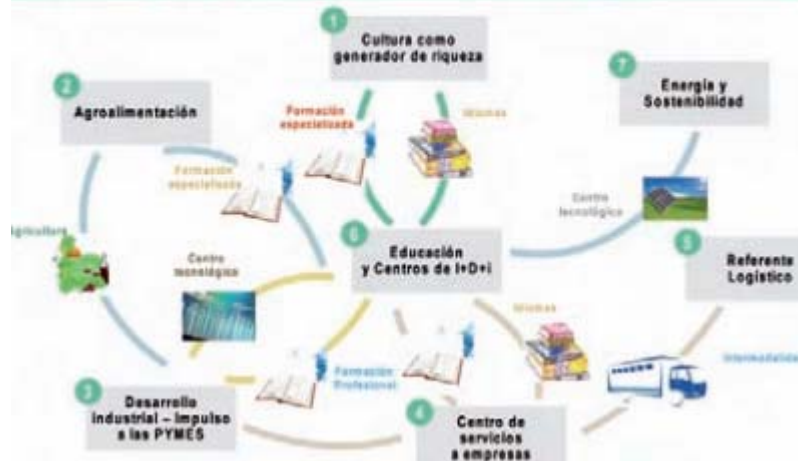 1
Cultura como
generador de riqueza
2
Agroalimentación
7
Energía y
Sostenibilidad
Formación
especializada
Idiomas
Formación
especializada
Centro
tecnológico
Agricultura
Centro
tecnológico
6
Educación
y Centros de I+D+i
5
Referente
Logístico
Idiomas
Formación
Profesional
Intermodalidad
3
Desarrollo
industrial – Impulso
a las PYMES
4
Centro de
servicios
a empresas